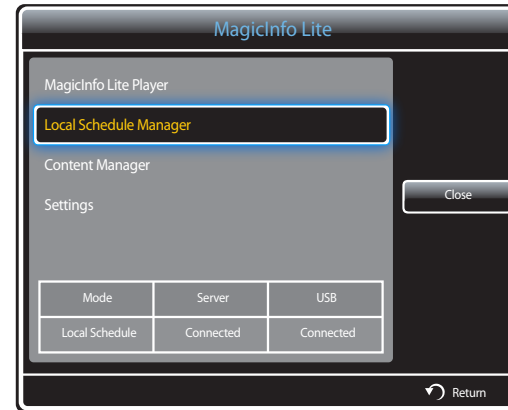 MagicInfo Lite
MagicInfo Lite Player
Local Schedule Manager
Content Manager
Settings
Close
Mode Server USB
Local Schedule Connected Connected
Return